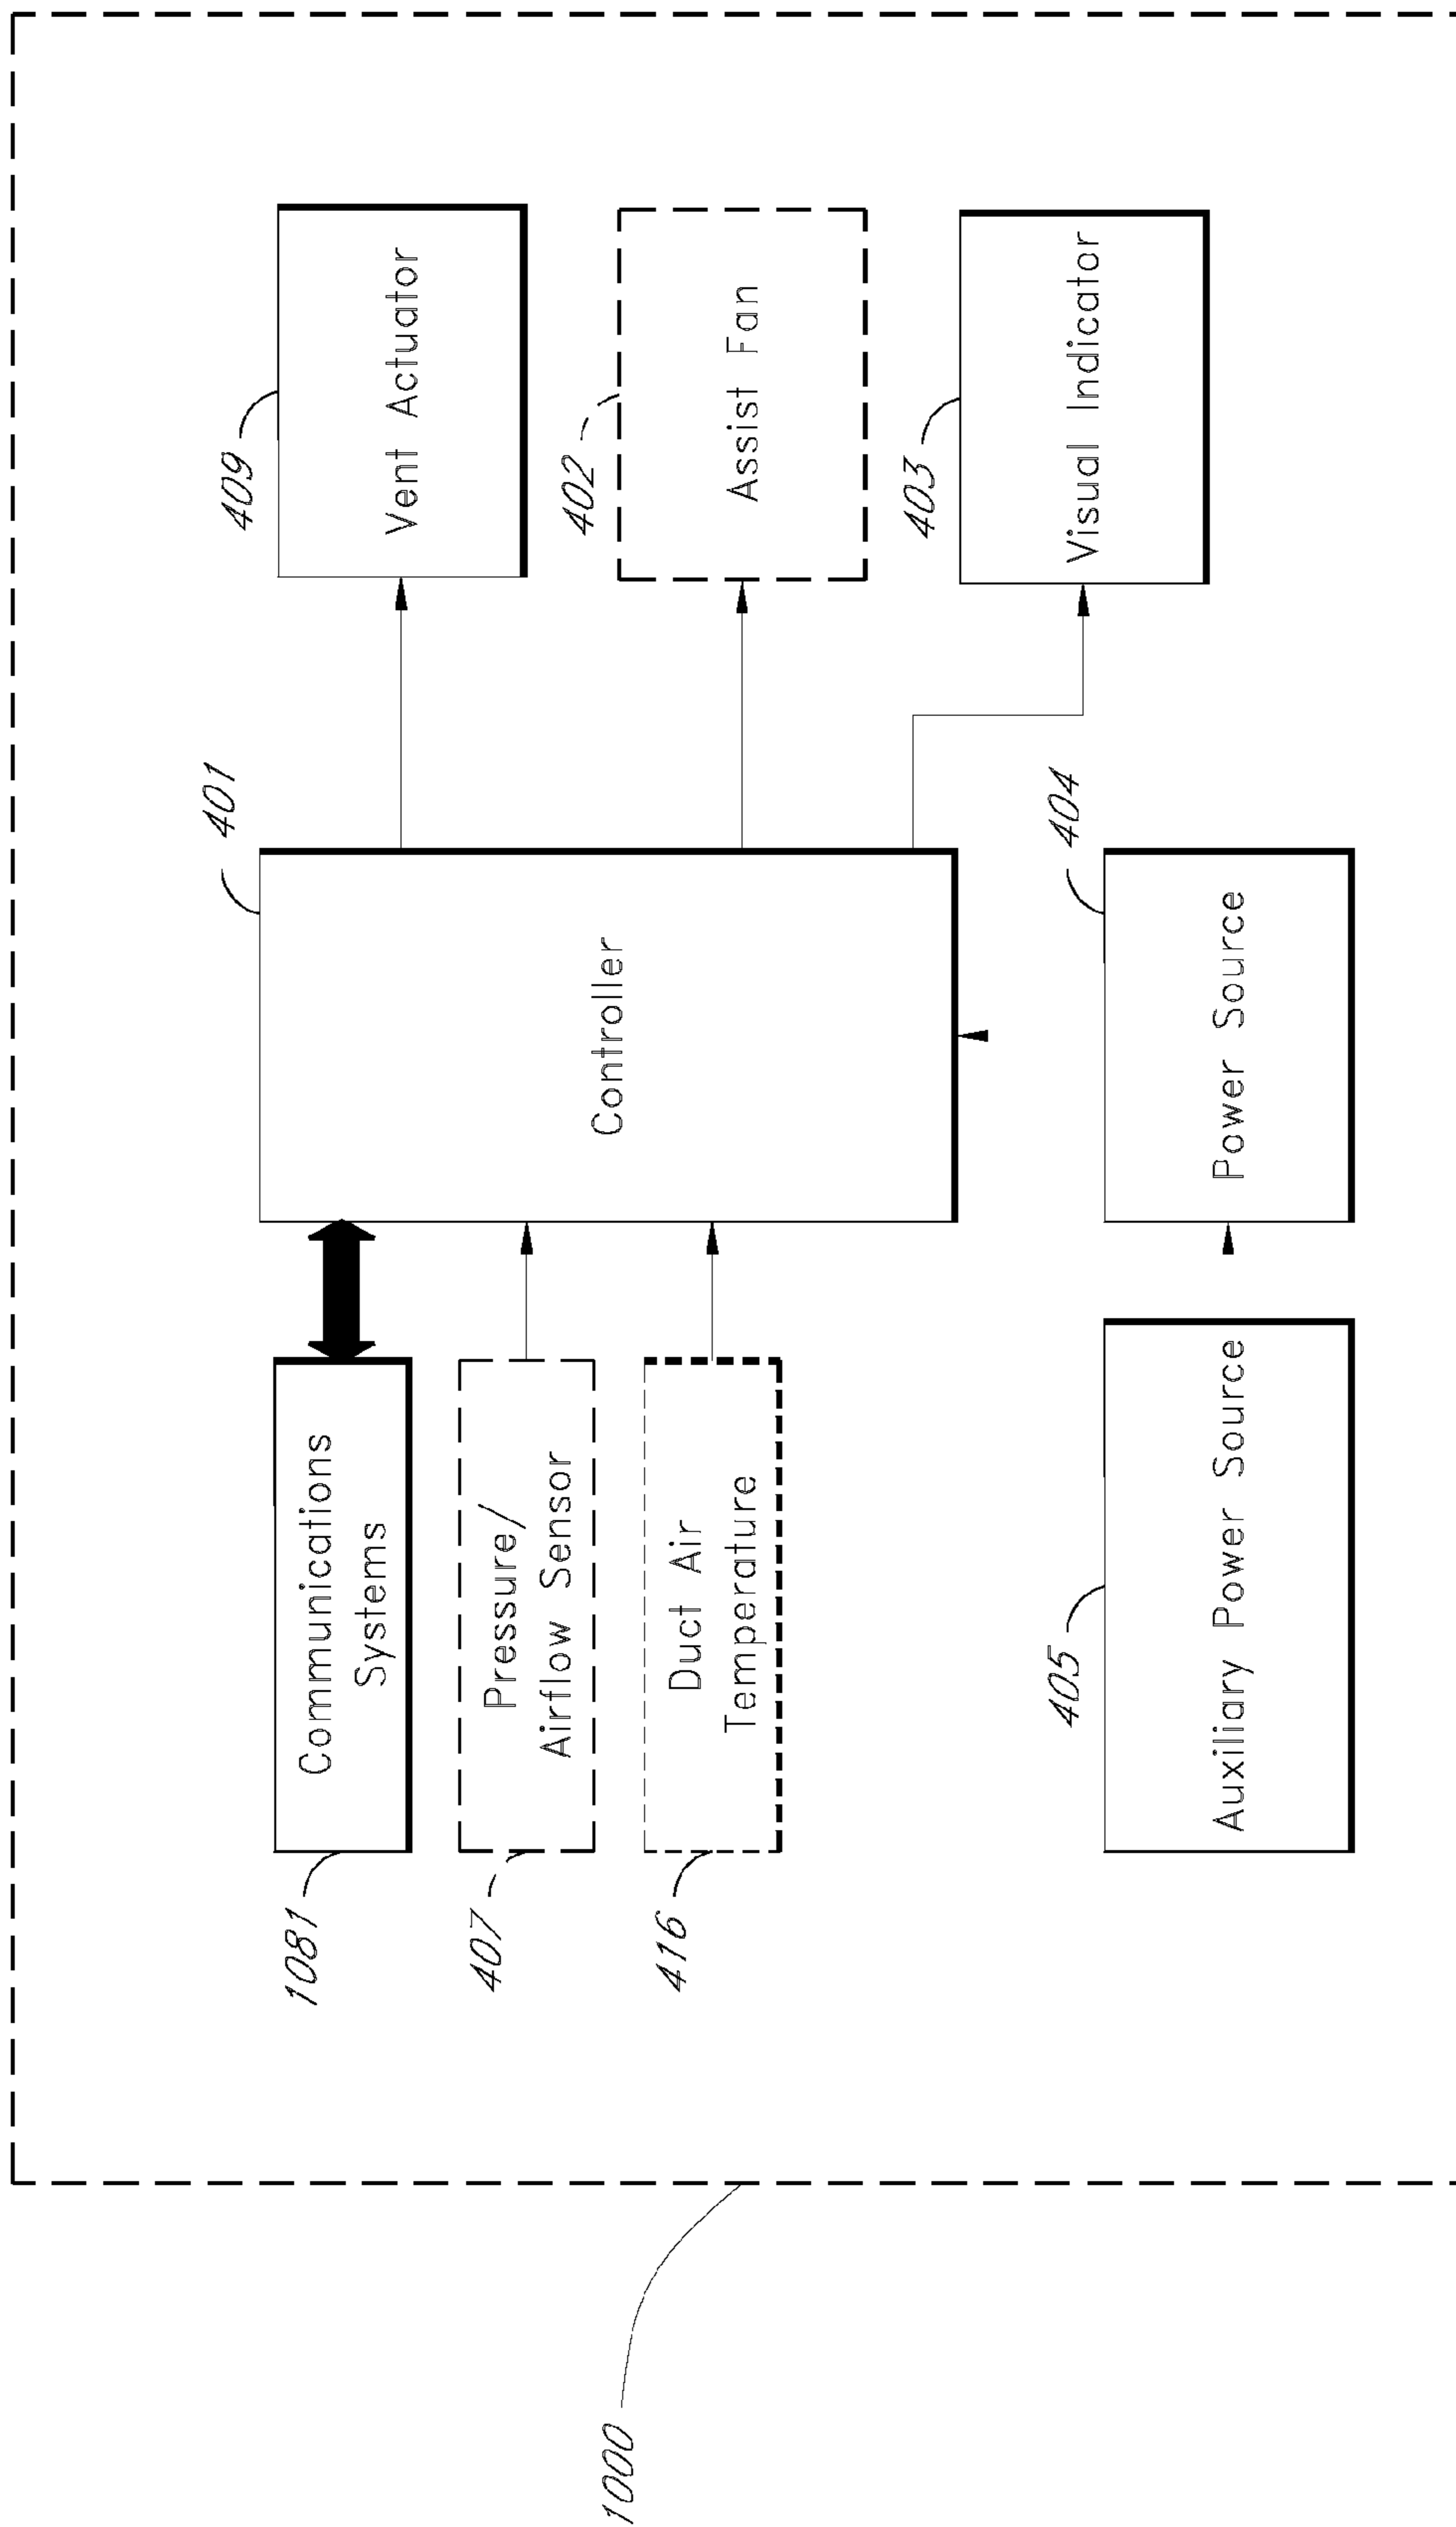 1000
1081
Communications
Systems
407
Pressure/
Airflow Sensor
416
Duct Air
Temperature
401
Controller
409
Vent Actuator
402
Assist Fan
403
Visual Indicator
405
Auxiliary Power Source
404
Power Source